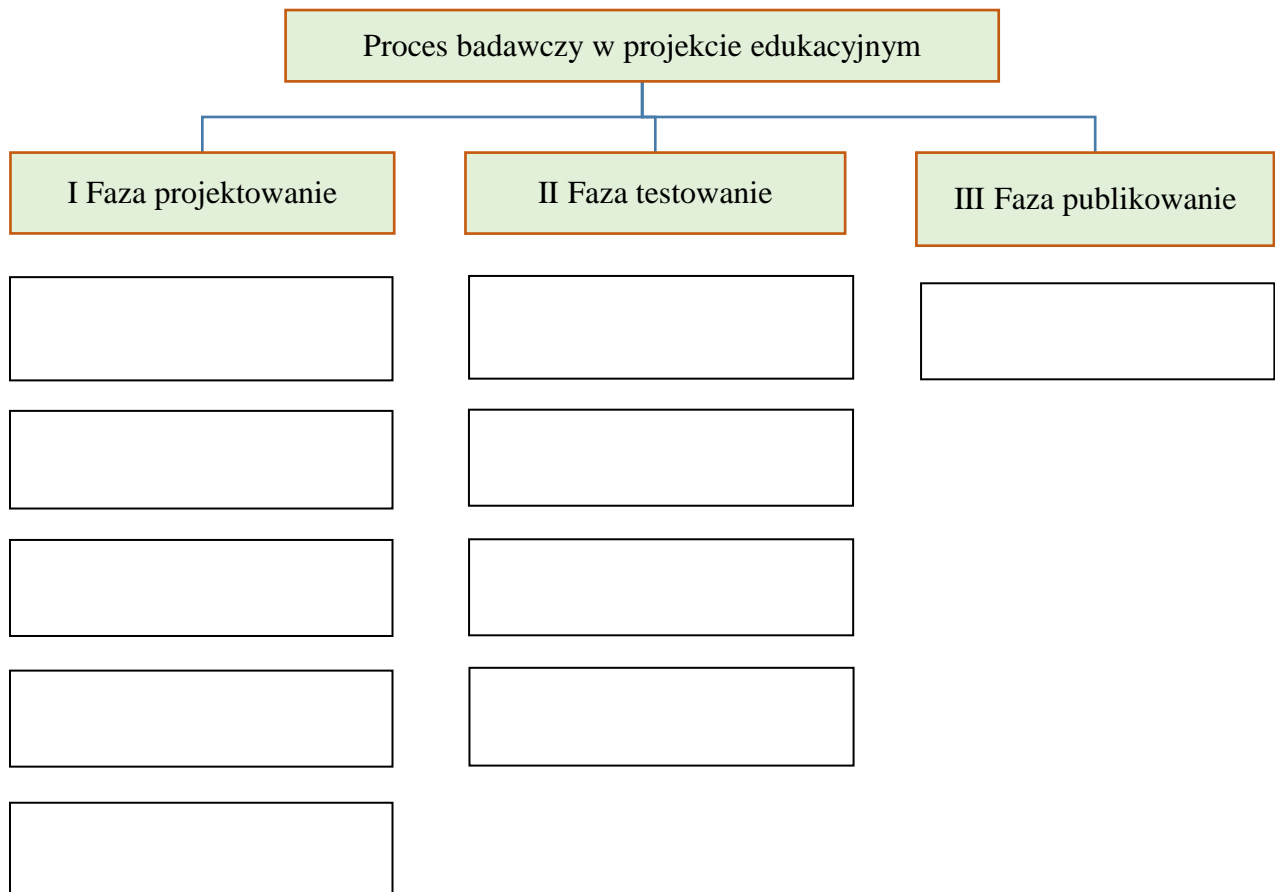 Proces badawczy w projekcie edukacyjnym
I Faza projektowanie
II Faza testowanie
III Faza publikowanie